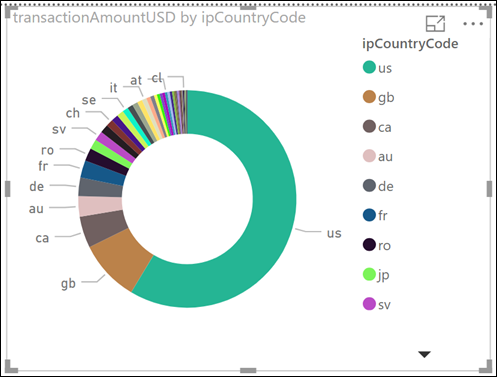 transactionAmountUSD by ipCountryCode
ipCountryCode
us
gb
ca
au
de
fr
ro
jp
sv
cl
at
it
se
ch
sv
ro
fr
de
au
ca
gb
us